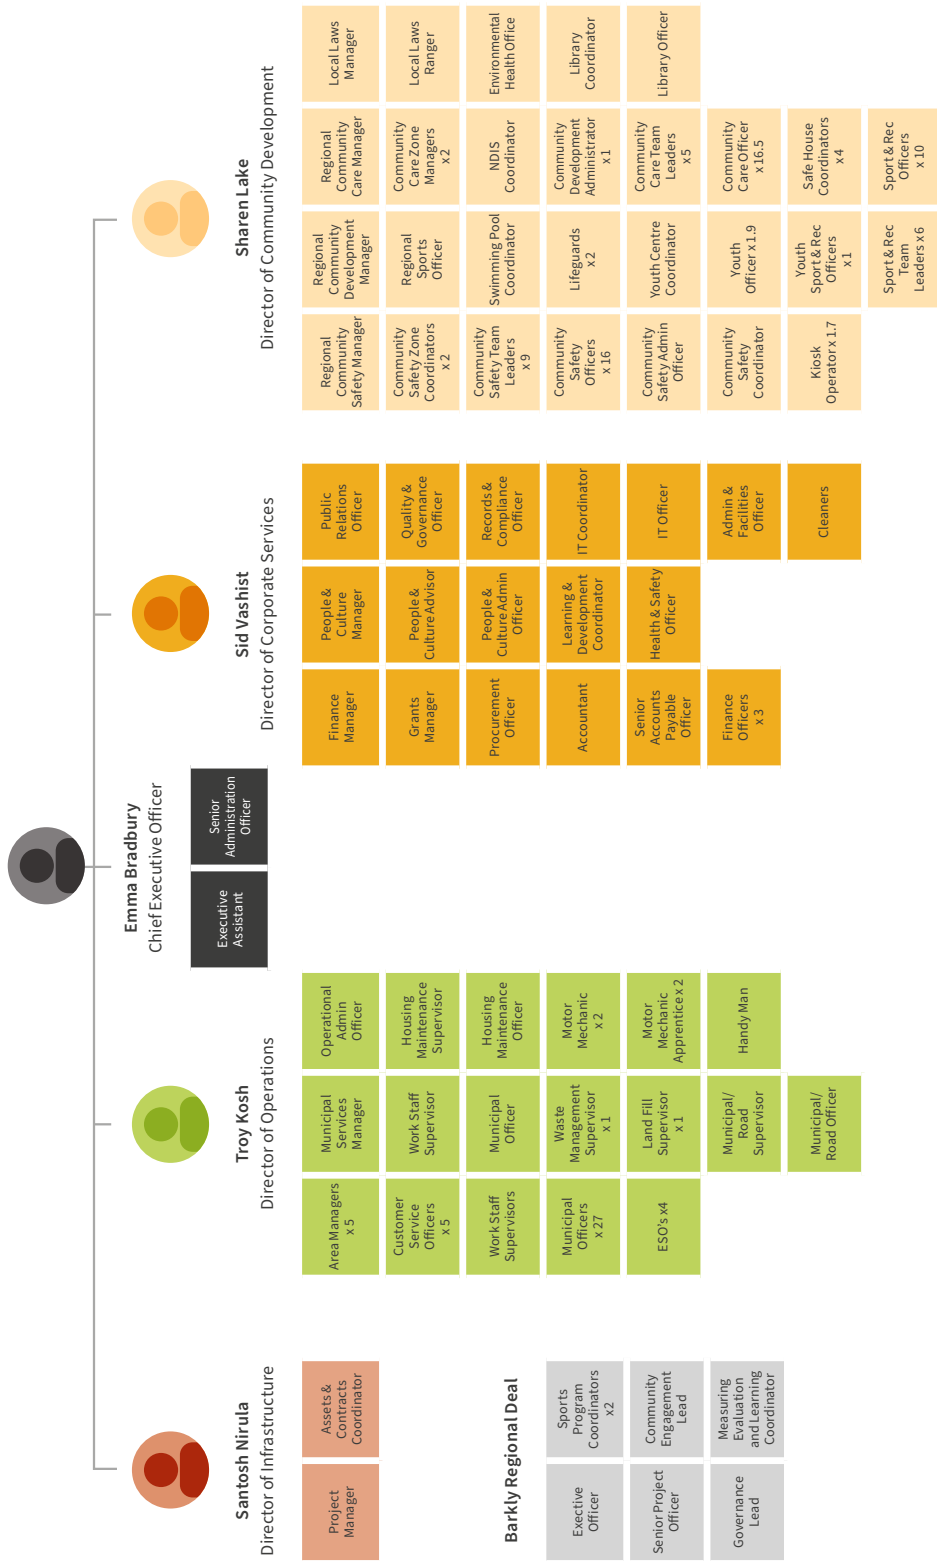 Emma Bradbury
Chief Executive Officer
Executive
Assistant
Senior
Administration
Officer
Santosh Nirula
Director of Infrastructure
Project
Manager
Assets &
Contracts
Coordinator
Barkly Regional Deal
Exective
Officer
Sports
Program
Coordinators
x2
Senior Project
Officer
Community
Engagement
Lead
Governance
Lead
Measuring
Evaluation
and Learning
Coordinator
Troy Kosh
Director of Operations
Area Managers
x 5
Customer
Service
Officers
x 5
Work Staff
Supervisors
Municipal
Officers
x 27
ESO's x4
Municipal
Services
Manager
Work Staff
Supervisor
Municipal
Officer
Waste
Management
Supervisor
x 1
Land Fill
Supervisor
x 1
Municipal/
Road
Supervisor
Municipal/
Road Officer
Operational
Admin
Officer
Housing
Maintenance
Supervisor
Housing
Maintenance
Officer
Motor
Mechanic
x 2
Motor
Mechanic
Apprentice x 2
Handy Man
Sid Vashist
Director of Corporate Services
Finance
Manager
Grants
Manager
Procurement
Officer
Accountant
Senior
Accounts
Payable
Officer
Finance
Officers
x 3
People &
Culture
Manager
People &
Culture Advisor
People &
Culture Admin
Officer
Learning &
Development
Coordinator
Health & Safety
Officer
Public
Relations
Officer
Quality &
Governance
Officer
Records &
Compliance
Officer
IT Coordinator
IT Officer
Admin &
Facilities
Officer
Cleaners
Sharen Lake
Director of Community Development
Regional
Community
Safety Manager
Community
Safety Zone
Coordinators
x 2
Community
Safety Team
Leaders
x 9
Community
Safety
Officers
x 16
Community
Safety Admin
Officer
Community
Safety
Coordinator
Kiosk
Operator x 1.7
Regional
Community
Development
Manager
Regional
Sports
Officer
Swimming Pool
Coordinator
Lifeguards
x 2
Youth Centre
Coordinator
Youth
Officer x 1.9
Youth
Sport & Rec
Officers
x 1
Sport & Rec
Team
Leaders x 6
Regional
Community
Care Manager
Community
Care Zone
Managers
x 2
NDIS
Coordinator
Community
Development
Administrator
x 1
Community
Care Team
Leaders
x 5
Community
Care Officer
x 16.5
Safe House
Coordinators
x 4
Sport & Rec
Officers
x 10
Local Laws
Manager
Local Laws
Ranger
Environmental
Health Office
Library
Coordinator
Library Officer